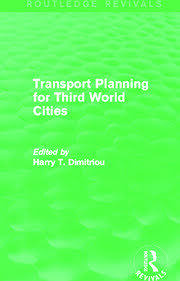 ROUTLEDGE REVIVALS
Transport Planning
for Third World
Cities
Edited by
Harry T. Dimitriou
Routledge
REVIVALS